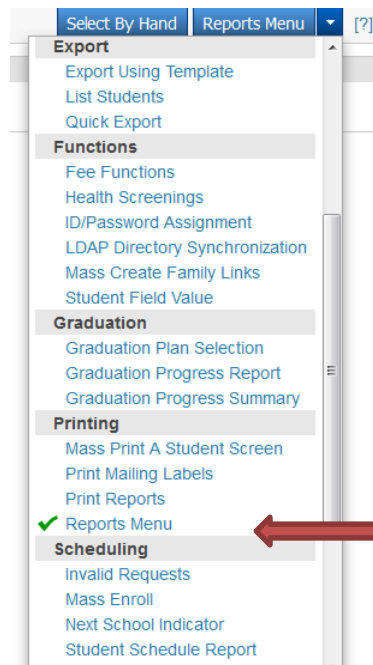 Select By Hand Reports Menu [?]
Export
Export Using Template
List Students
Quick Export
Functions
Fee Functions
Health Screenings
ID/Password Assignment
LDAP Directory Synchronization
Mass Create Family Links
Student Field Value
Graduation
Graduation Plan Selection
Graduation Progress Report
Graduation Progress Summary
Printing
Mass Print A Student Screen
Print Mailing Labels
Print Reports
Reports Menu
Scheduling
Invalid Requests
Mass Enroll
Next School Indicator
Student Schedule Report